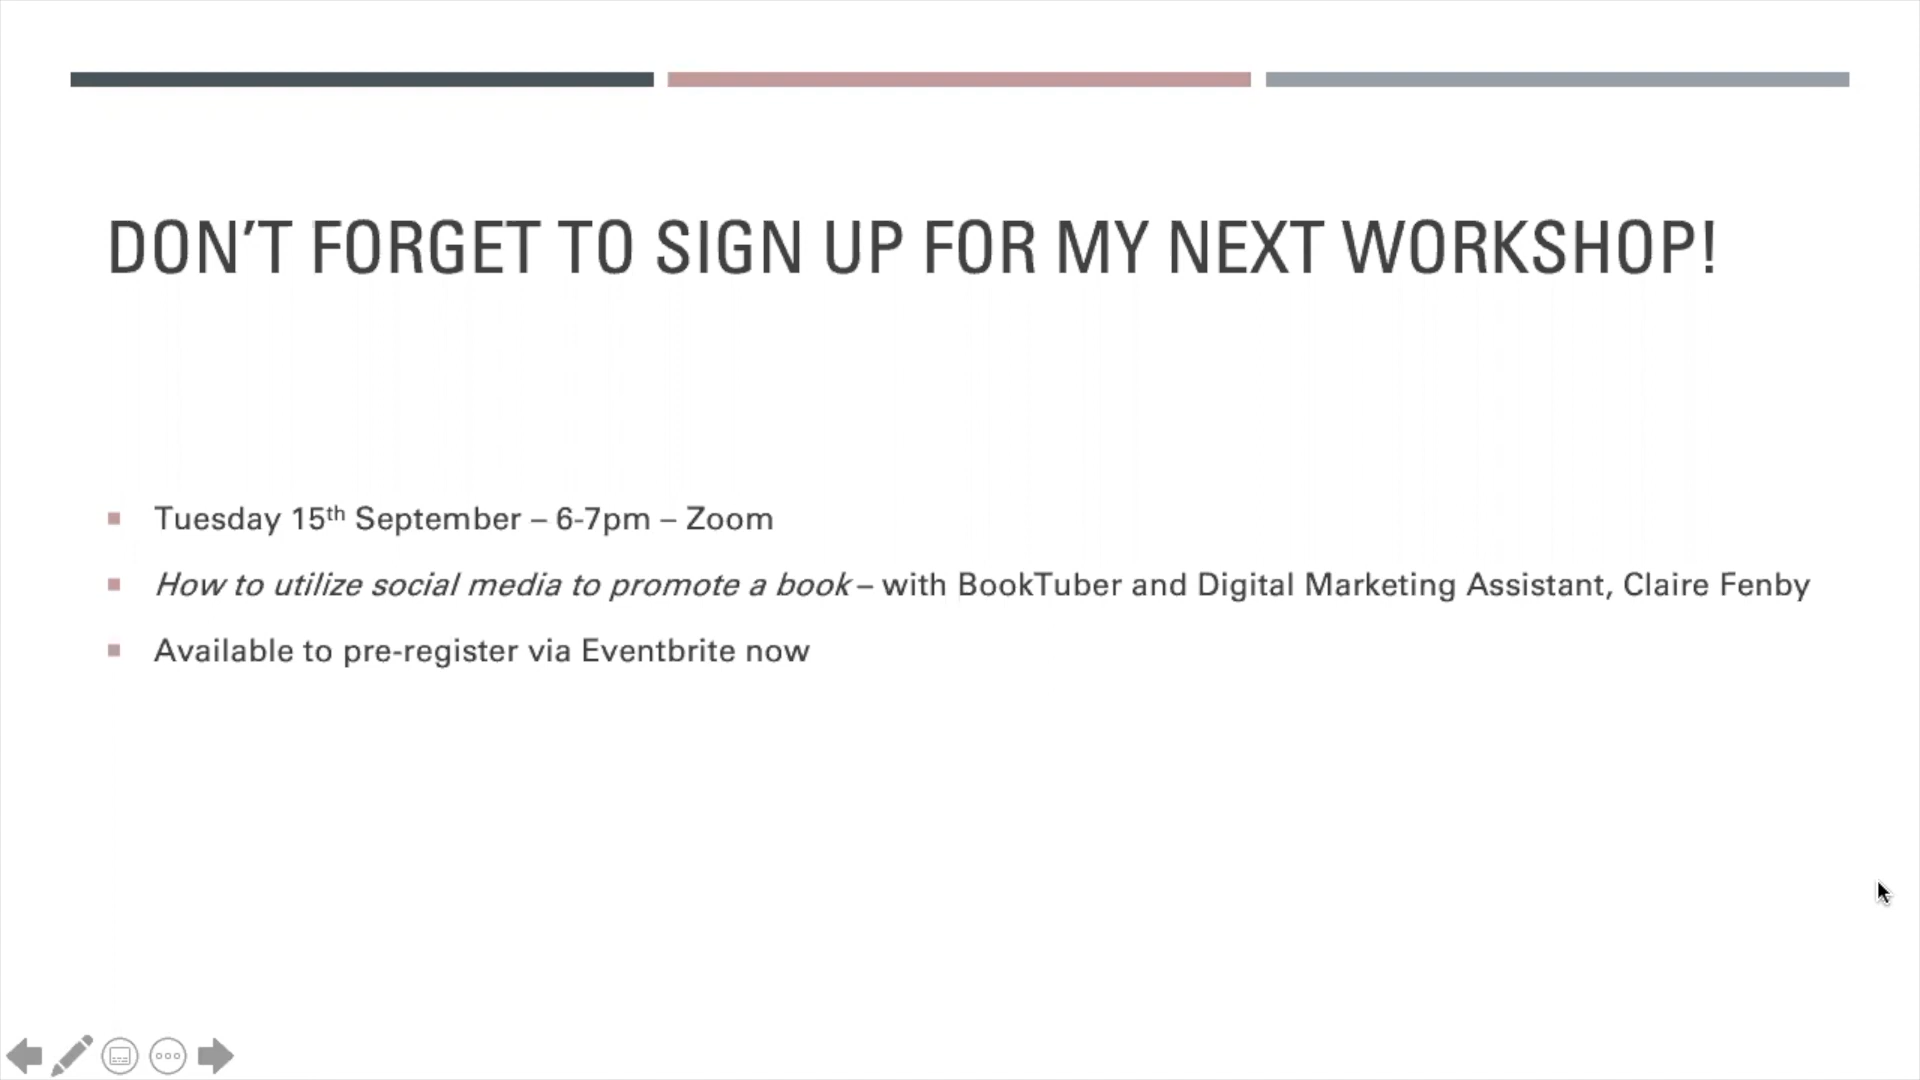 DON’T FORGET TO SIGN UP FOR MY NEXT WORKSHOP!
Tuesday 15th September – 6-7pm – Zoom
How to utilize social media to promote a book – with BookTuber and Digital Marketing Assistant, Claire Fenby
Available to pre-register via Eventbrite now